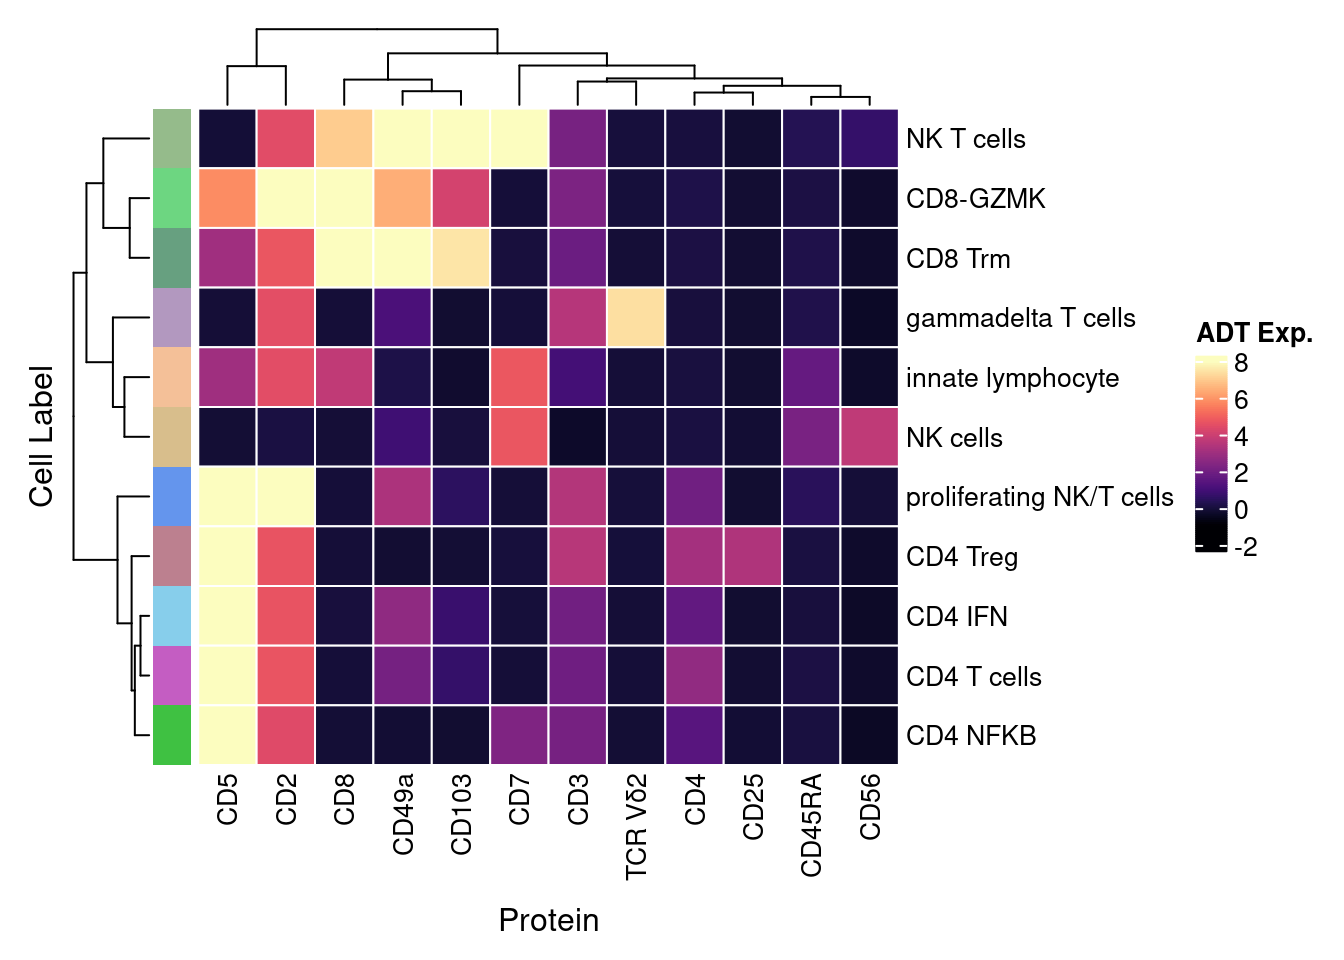 NK T cells
CD8-GZMK
CD8 Trm
gammadelta T cells
innate lymphocyte
NK cells
proliferating NK/T cells
CD4 Treg
CD4 IFN
CD4 T cells
CD4 NFKB
Cell Label
CD5
CD2
CD8
CD49a
CD103
CD7
CD3
TCR Vδ2
CD4
CD25
CD45RA
CD56
Protein
ADT Exp.
8
6
4
2
0
-2